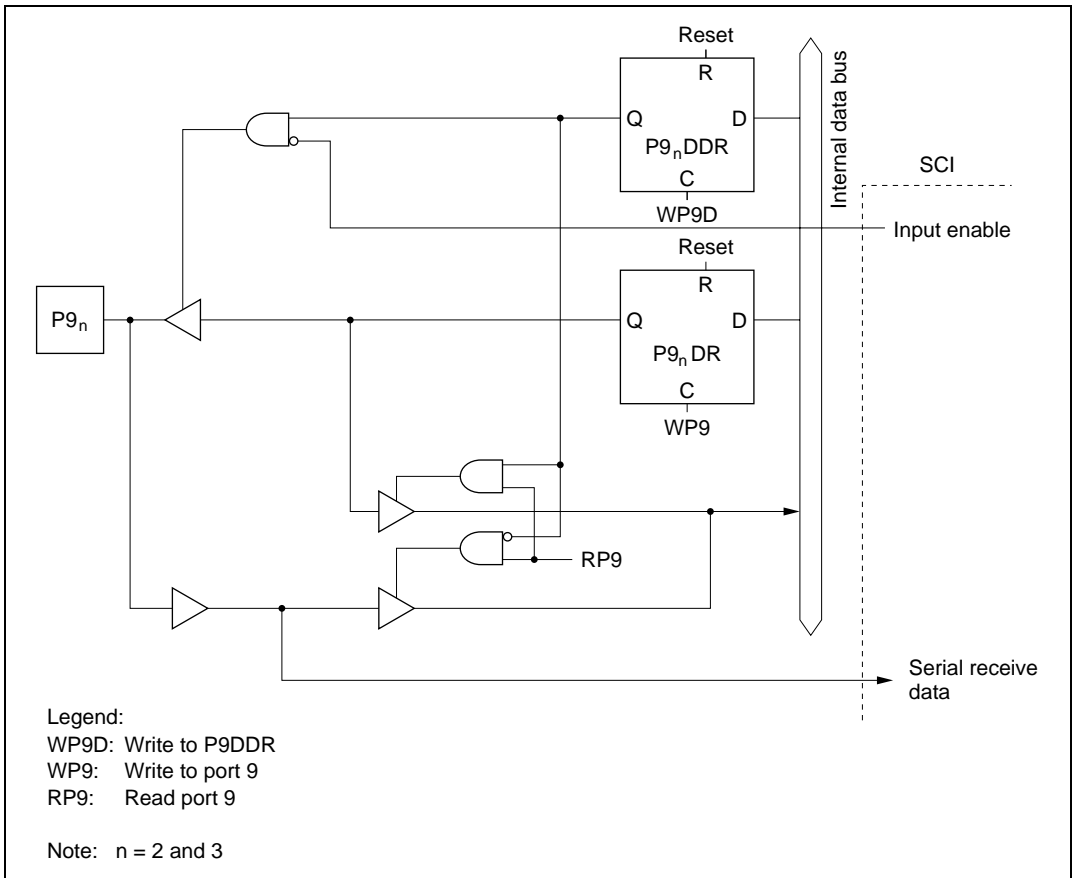 Reset
R
Q D
P9nDDR
C
WP9D
Internal data bus
SCI
Input enable
Reset
R
Q D
P9n
P9nDR
C
WP9
RP9
Serial receive
data
Legend:
WP9D: Write to P9DDR
WP9: Write to port 9
RP9: Read port 9
Note: n = 2 and 3